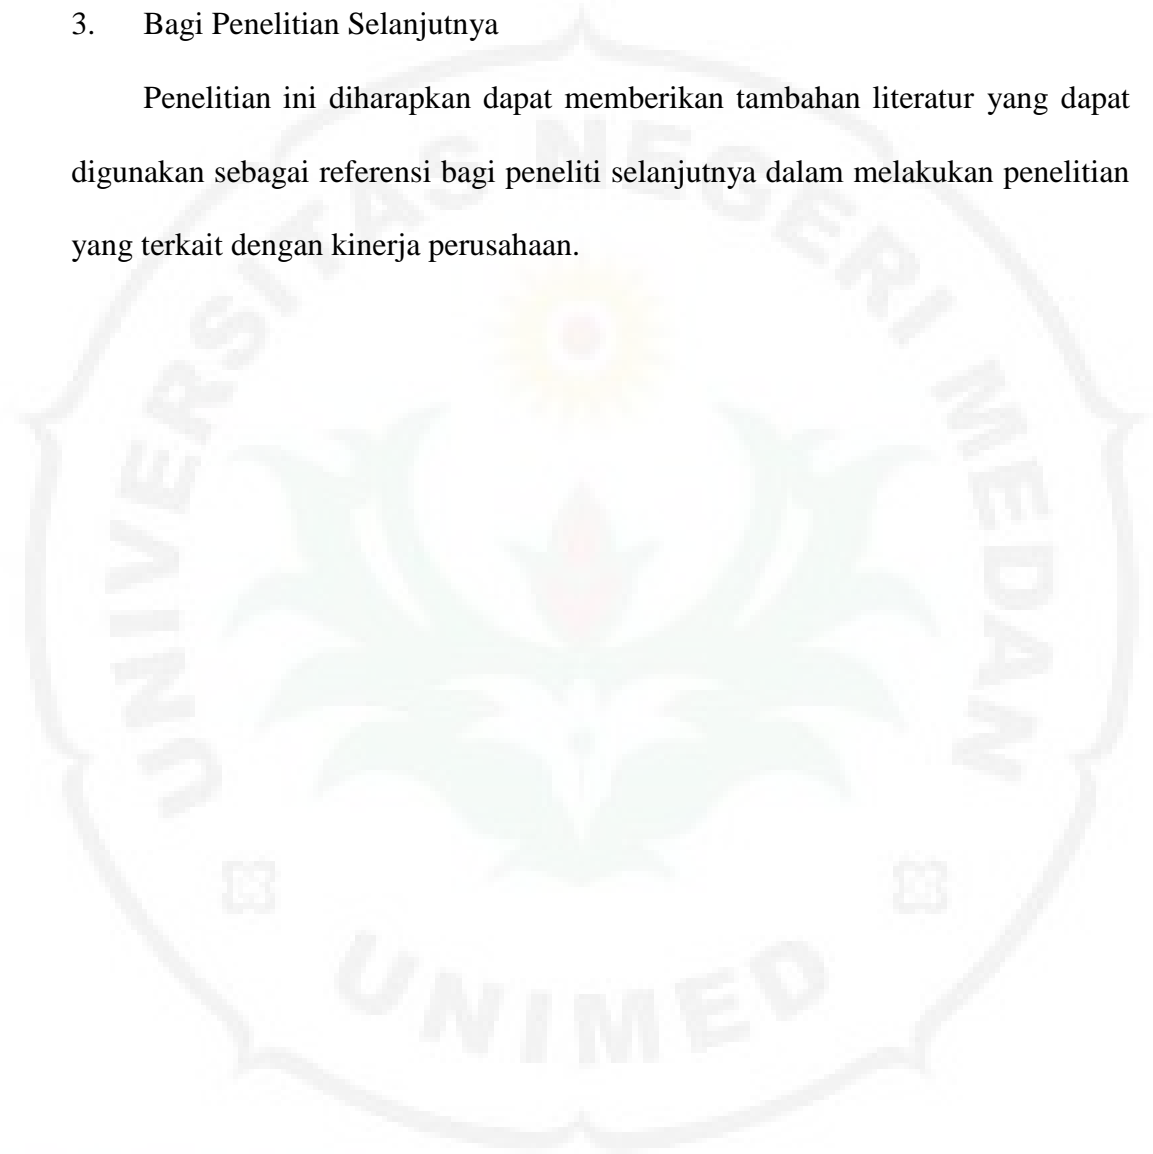 3. Bagi Penelitian Selanjutnya
Penelitian ini diharapkan dapat memberikan tambahan literatur yang dapat
digunakan sebagai referensi bagi peneliti selanjutnya dalam melakukan penelitian
yang terkait dengan kinerja perusahaan.
UNIVERSITAS NEGERI MEDAN
UNIMED